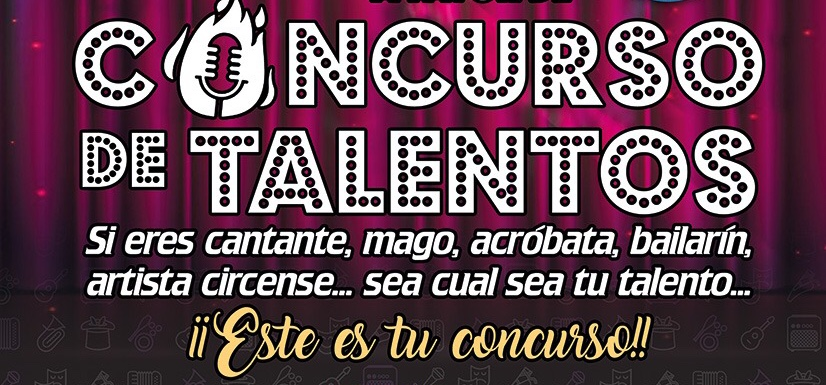 CONCURSO
DE TALENTOS
Si eres cantante, mago, acróbata, bailarín,
artista circense... sea cual sea tu talento...
¡¡Este es tu concurso!!